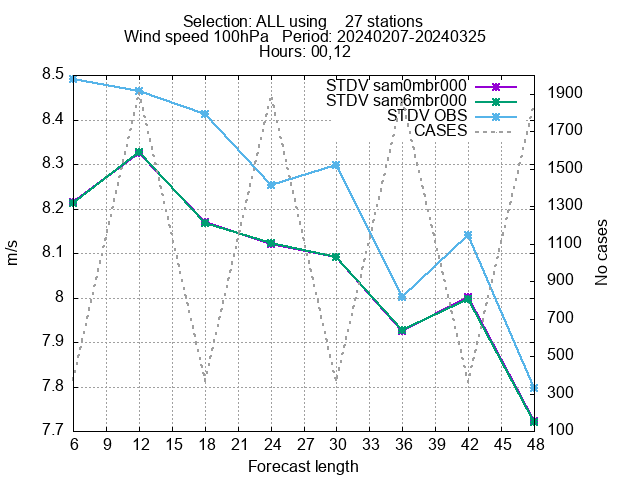 Selection: ALL using    27 stations
Wind speed 100hPa   Period: 20240207-20240325
Hours: 00,12
STDV sam0mbr000
STDV sam6mbr000
STDV OBS
CASES
8.5
8.4
8.3
8.2
8.1
8
7.9
7.8
7.7
m/s
1900
1700
1500
1300
1100
900
700
500
300
100
No cases
6 9 12 15 18 21 24 27 30 33 36 39 42 45 48
Forecast length